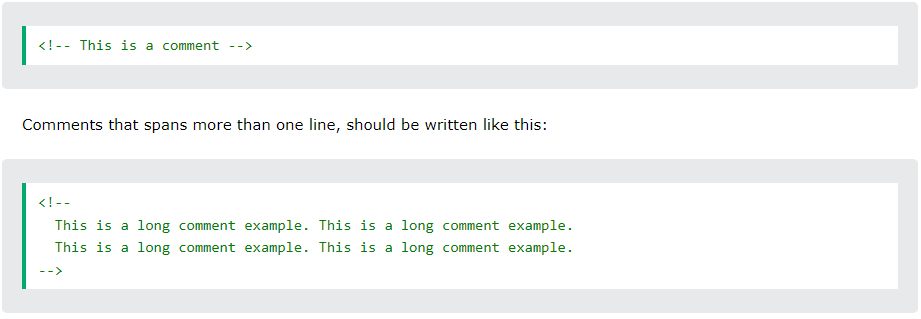 <!-- This is a comment -->
Comments that spans more than one line, should be written like this:
<!--
  This is a long comment example. This is a long comment example.
  This is a long comment example. This is a long comment example.
-->